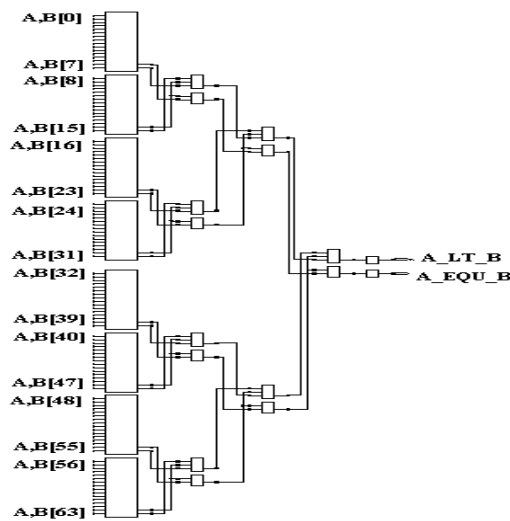 A,B[0]
A,B[7]
A,B[8]
A,B[15]
A,B[16]
A,B[23]
A,B[24]
A,B[31]
A,B[32]
A,B[39]
A,B[40]
A,B[47]
A,B[48]
A,B[55]
A,B[56]
A,B[63]
A_LT_B
A_EQU_B